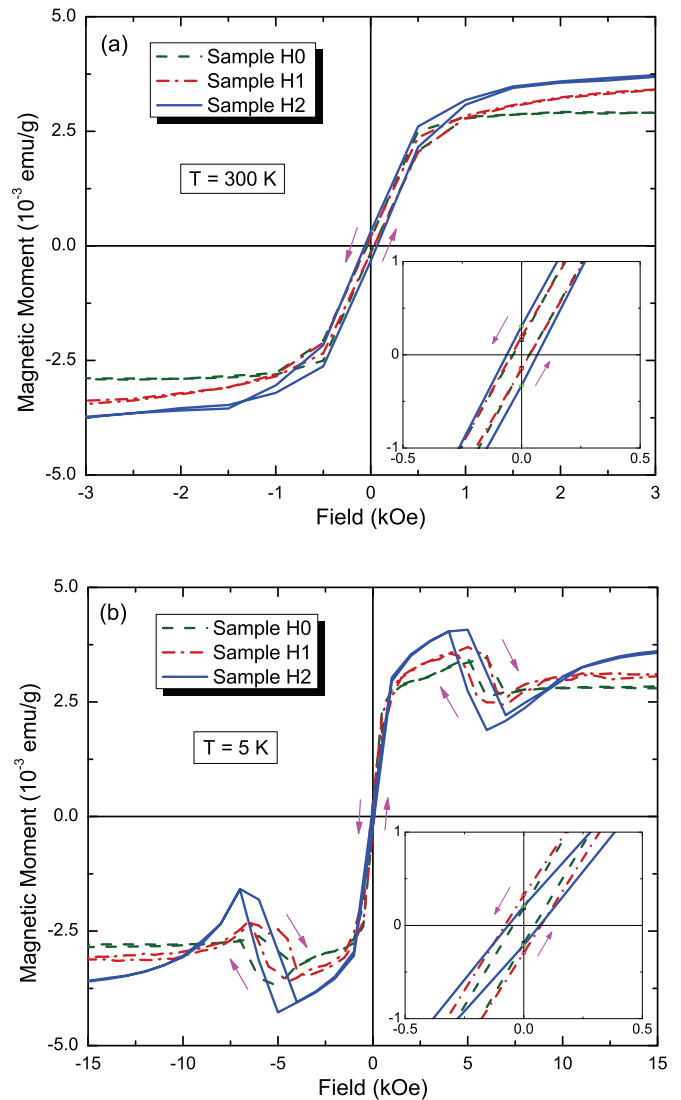 5.0
(a)
Sample H0
Sample H1
Sample H2
2.5
T = 300 K
0.0
Magnetic Moment (10⁻³ emu/g)
1
0
-2.5
-1
-0.5 0.0 0.5
-5.0
-3 -2 -1 0 1 2 3
Field (kOe)
5.0
(b)
Sample H0
Sample H1
Sample H2
2.5
T = 5 K
0.0
Magnetic Moment (10⁻³ emu/g)
1
0
-2.5
-1
-0.5 0.0 0.5
-5.0
-15 -10 -5 0 5 10 15
Field (kOe)